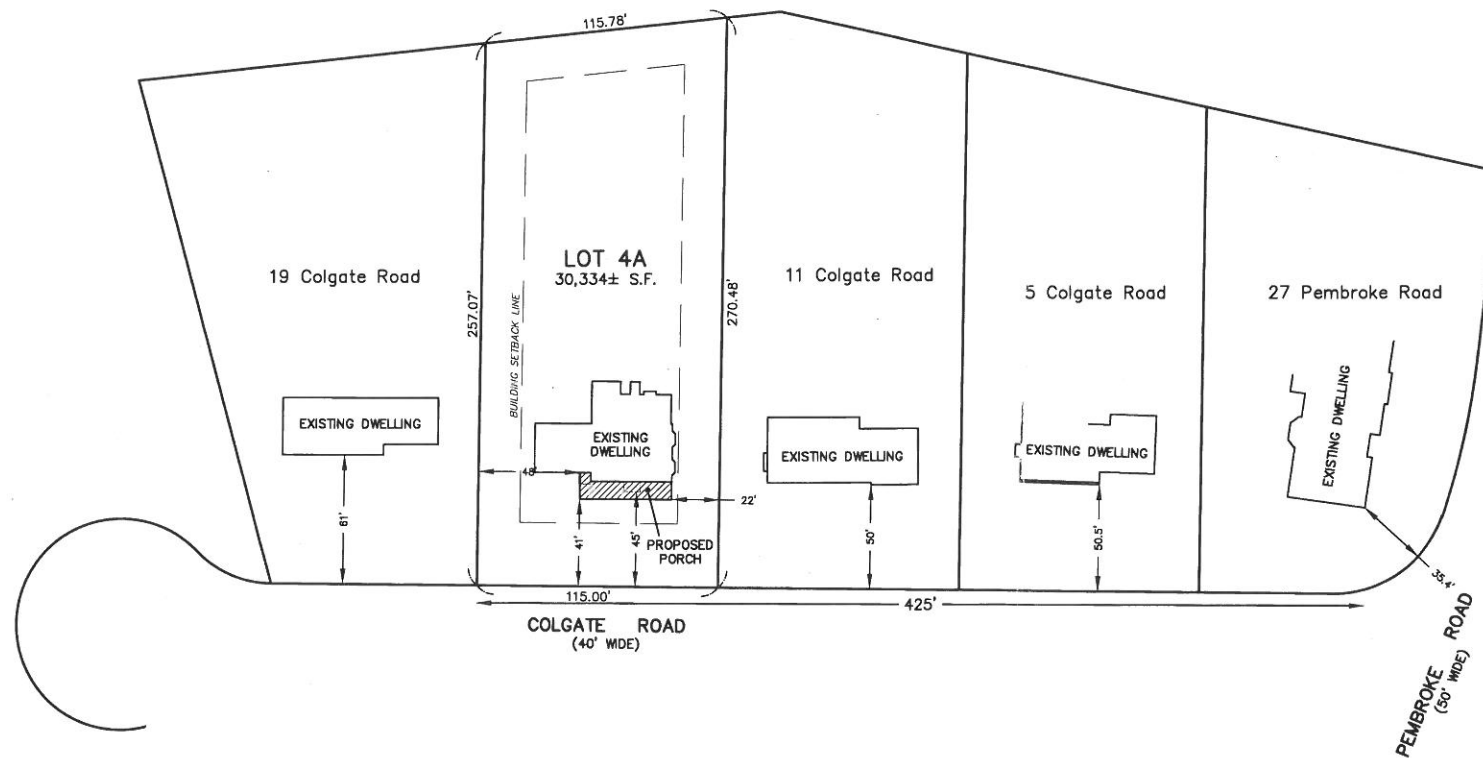 115.78'
19 Colgate Road
LOT 4A
30,334± S.F.
11 Colgate Road
5 Colgate Road
27 Pembroke Road
257.07'
270.48'
BUILDING SETBACK LINE
EXISTING DWELLING
EXISTING
DWELLING
EXISTING DWELLING
EXISTING DWELLING
EXISTING DWELLING
48'
22'
61'
41'
45'
PROPOSED
PORCH
50'
50.5'
35.4'
115.00'
425'
COLGATE ROAD
(40' WIDE)
PEMBROKE ROAD
(50' WIDE)